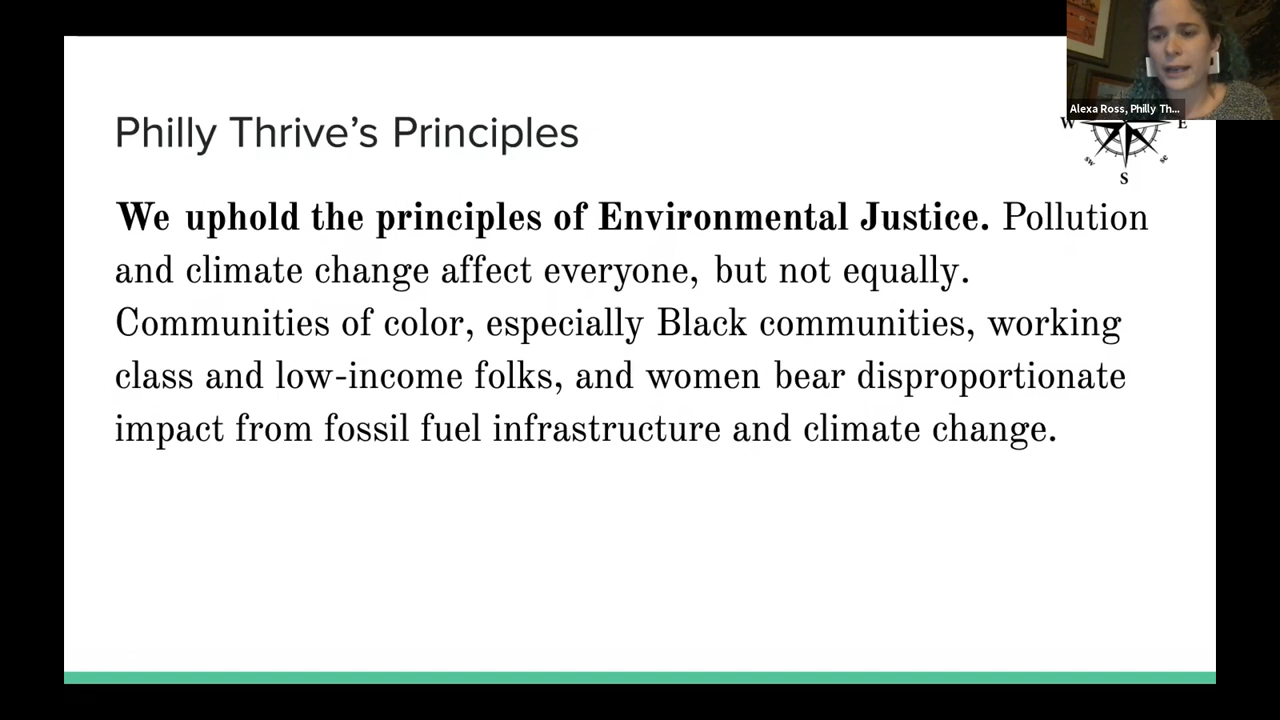 Alexa Ross, Philly Th...
Philly Thrive's Principles
W
E
sw
se
S
We uphold the principles of Environmental Justice. Pollution
and climate change affect everyone, but not equally.
Communities of color, especially Black communities, working
class and low-income folks, and women bear disproportionate
impact from fossil fuel infrastructure and climate change.